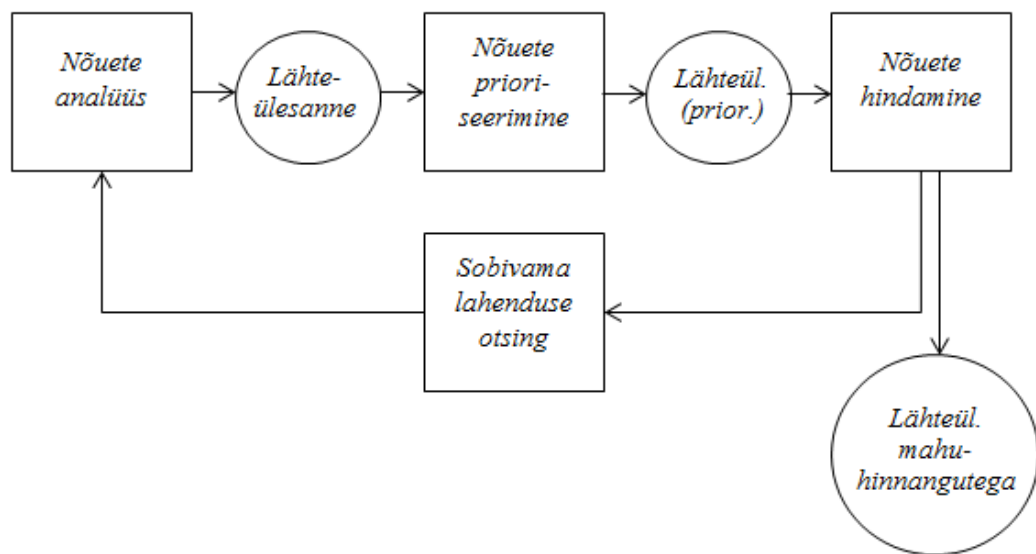 Nõuete
analüüs
Lähte-
ülesanne
Nõuete
priori-
seerimine
Lähteül.
(prior.)
Nõuete
hindamine
Sobivama
lahenduse
otsing
Lähteül.
mahu-
hinnangutega